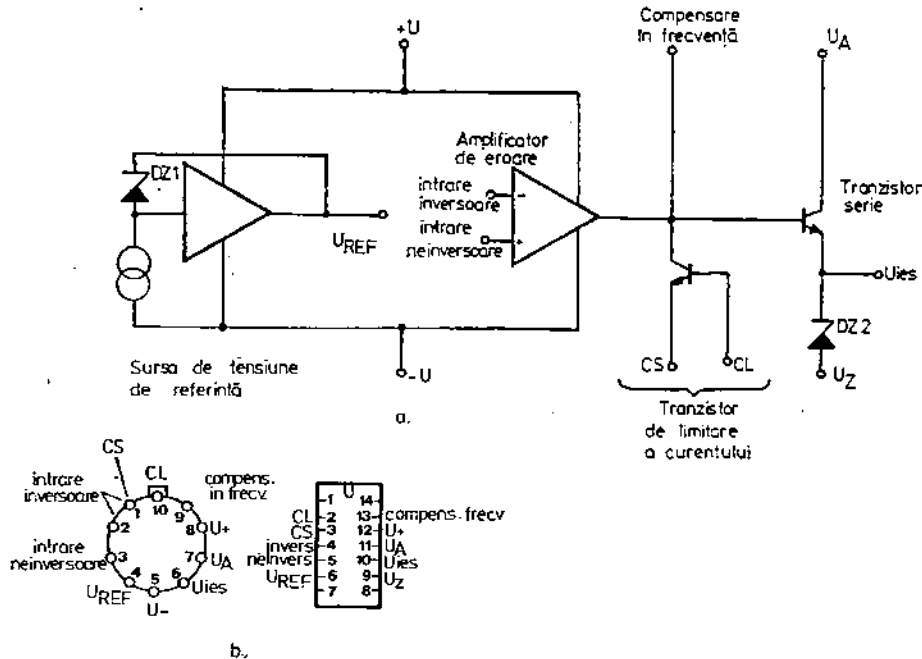 +U
Compensare
în frecvență
UA
DZ1
Amplificator
de eroare
intrare
inversoare
intrare
neinversoare
-
+
UREF
Tranzistor
serie
Uies
DZ2
UZ
CS
CL
Sursa de tensiune
de referință
-U
a.
Tranzistor
de limitare
a curentului
CS
CL
compens.
in frecv.
intrare
inversoare
1
10
9
2
8
U+
intrare
neinversoare
3
7
UA
4
5
6
UREF
U-
Uies
U
1
14
CL
2
13
compens. frecv
CS
3
12
U+
invers
4
11
UA
neinvers
5
10
Uies
UREF
6
9
UZ
7
8
b.